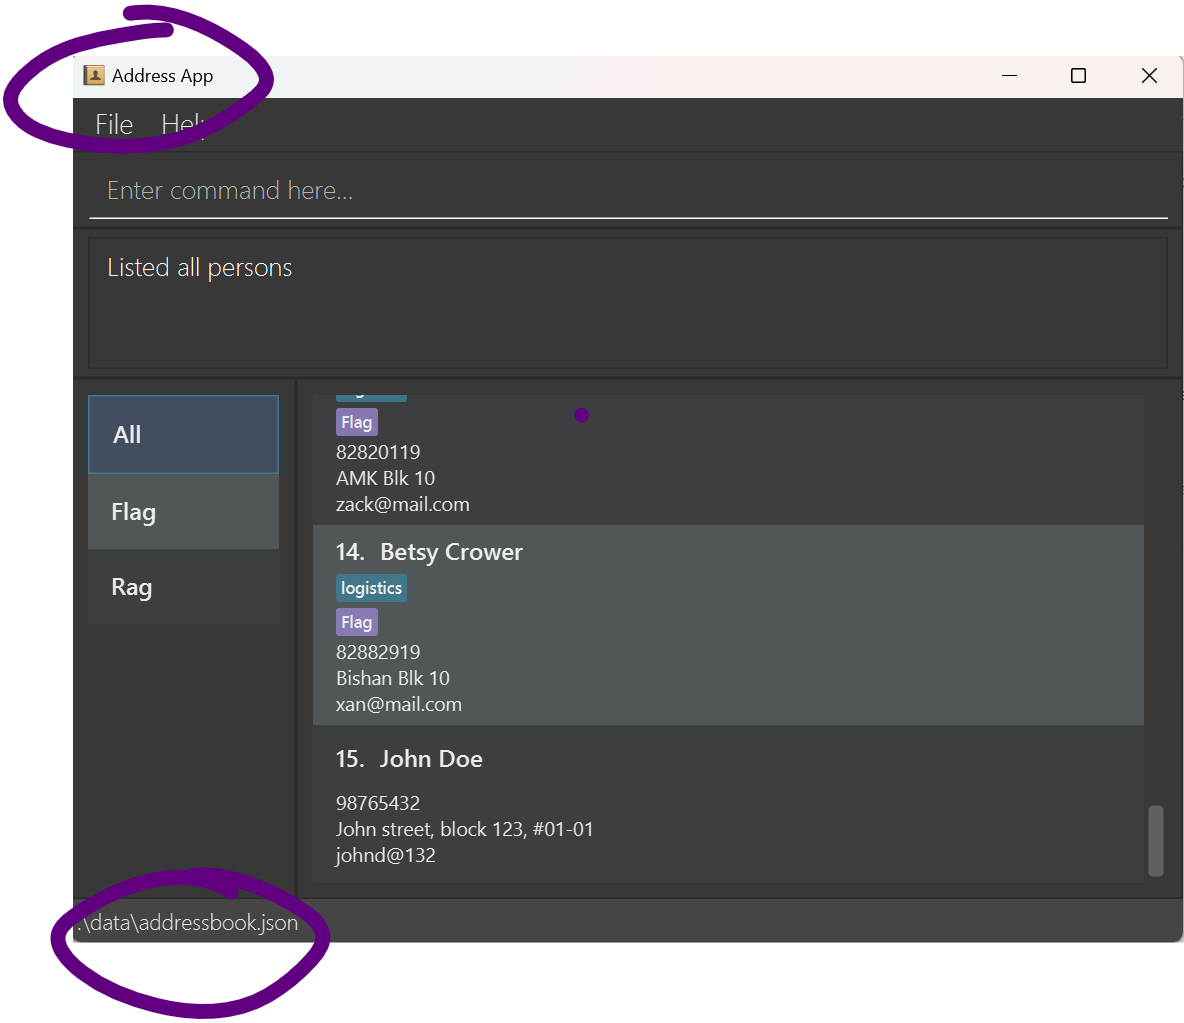 Address App
File
Enter command here...
Listed all persons
All
Flag
Rag
Flag
82820119
AMK Blk 10
zack@mail.com
14. Betsy Crower
logistics
Flag
82882919
Bishan Blk 10
xan@mail.com
15. John Doe
98765432
John street, block 123, #01-01
johnd@132
.\data\addressbook.json